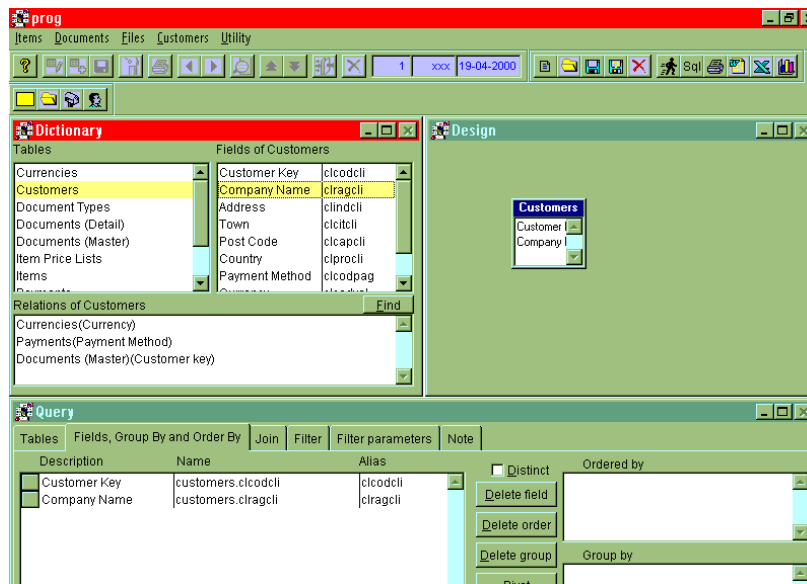 prog
Items Documents Files Customers Utility
? 1 xxx 19-04-2000 Sql
Dictionary
Tables Fields of Customers
Currencies
Customers
Document Types
Documents (Detail)
Documents (Master)
Item Price Lists
Items
Customer Key clcodcli
Company Name clragcli
Address clindcli
Town clcitcli
Post Code clcapcli
Country clprocli
Payment Method clcodpag
Relations of Customers
Find
Currencies(Currency)
Payments(Payment Method)
Documents (Master)(Customer key)
Design
Customers
Customer
Company
Query
Tables Fields, Group By and Order By Join Filter Filter parameters Note
Description Name Alias
Customer Key customers.clcodcli clcodcli
Company Name customers.clragcli clragcli
Distinct
Delete field
Delete order
Delete group
Ordered by
Group by